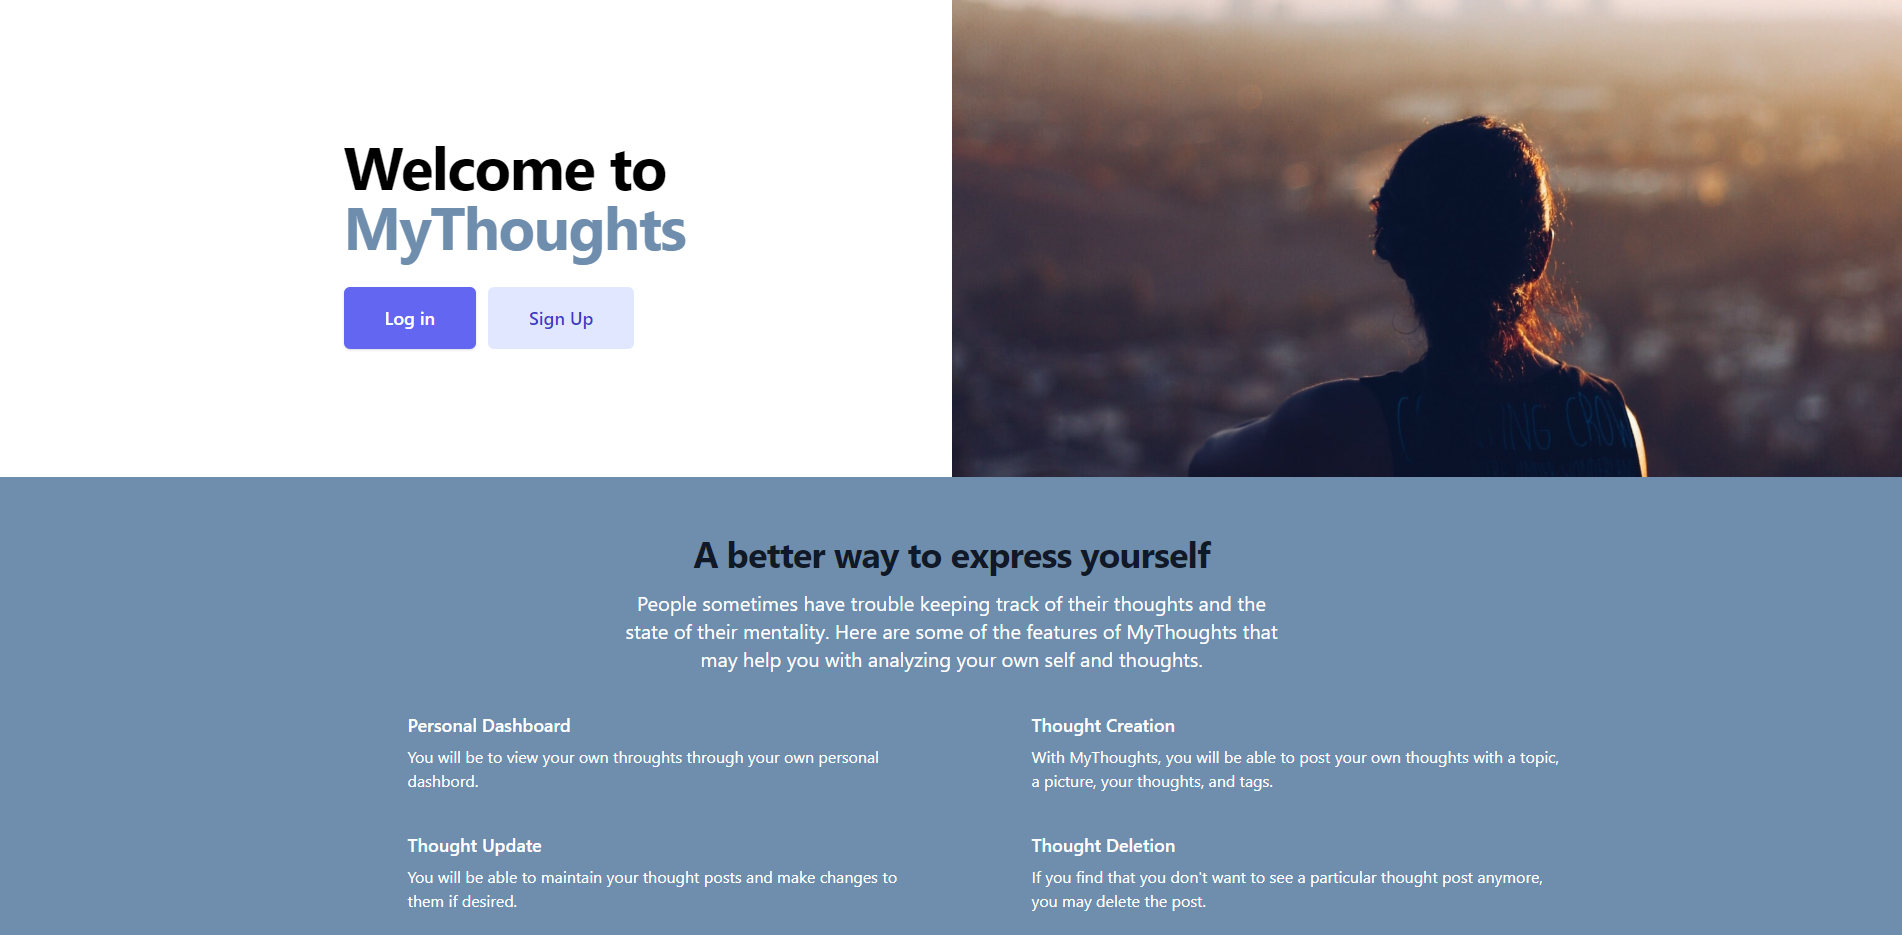 Welcome to
MyThoughts
Log in
Sign Up
A better way to express yourself
People sometimes have trouble keeping track of their thoughts and the
state of their mentality. Here are some of the features of MyThoughts that
may help you with analyzing your own self and thoughts.
Personal Dashboard
You will be to view your own throughts through your own personal
dashbord.
Thought Creation
With MyThoughts, you will be able to post your own thoughts with a topic,
a picture, your thoughts, and tags.
Thought Update
You will be able to maintain your thought posts and make changes to
them if desired.
Thought Deletion
If you find that you don't want to see a particular thought post anymore,
you may delete the post.